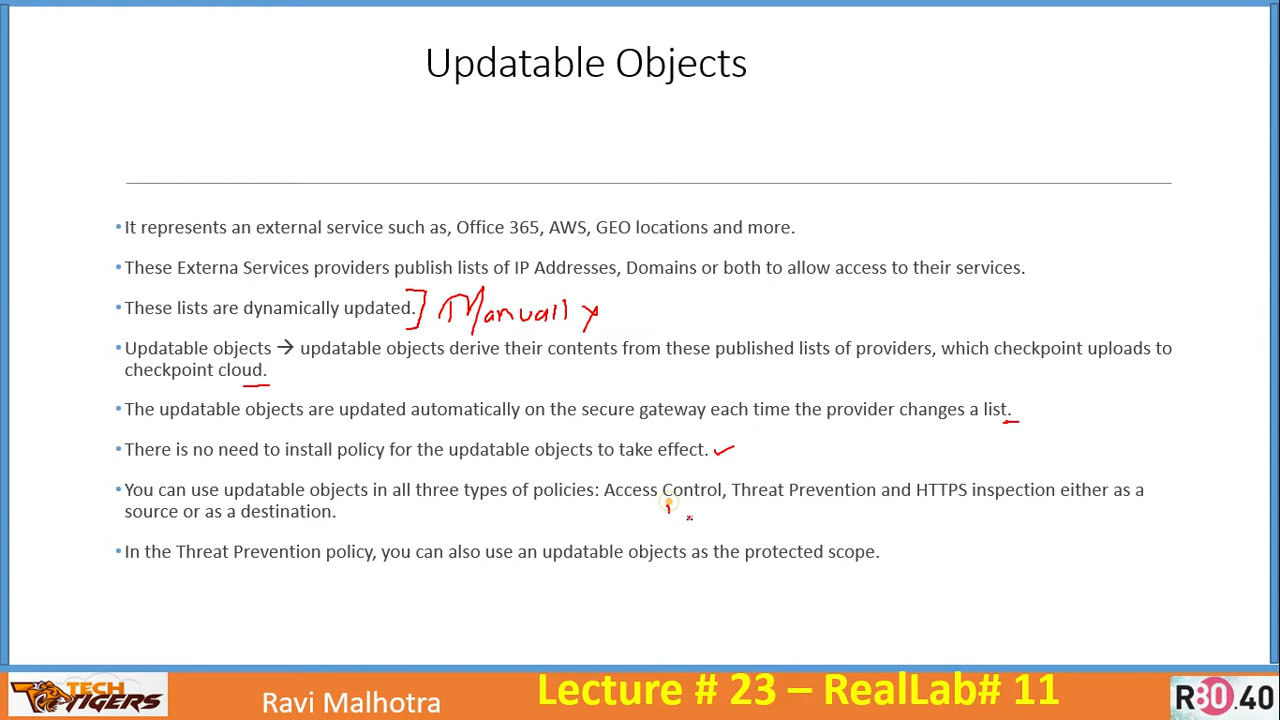 Updatable Objects
•It represents an external service such as, Office 365, AWS, GEO locations and more.
•These Externa Services providers publish lists of IP Addresses, Domains or both to allow access to their services.
•These lists are dynamically updated.] Manually
•Updatable objects → updatable objects derive their contents from these published lists of providers, which checkpoint uploads to
checkpoint cloud.
•The updatable objects are updated automatically on the secure gateway each time the provider changes a list.
•There is no need to install policy for the updatable objects to take effect. ✓
•You can use updatable objects in all three types of policies: Access Control, Threat Prevention and HTTPS inspection either as a
source or as a destination.
•In the Threat Prevention policy, you can also use an updatable objects as the protected scope.
TECH
TIGERS
Ravi Malhotra
Lecture # 23 – RealLab# 11
R80.40